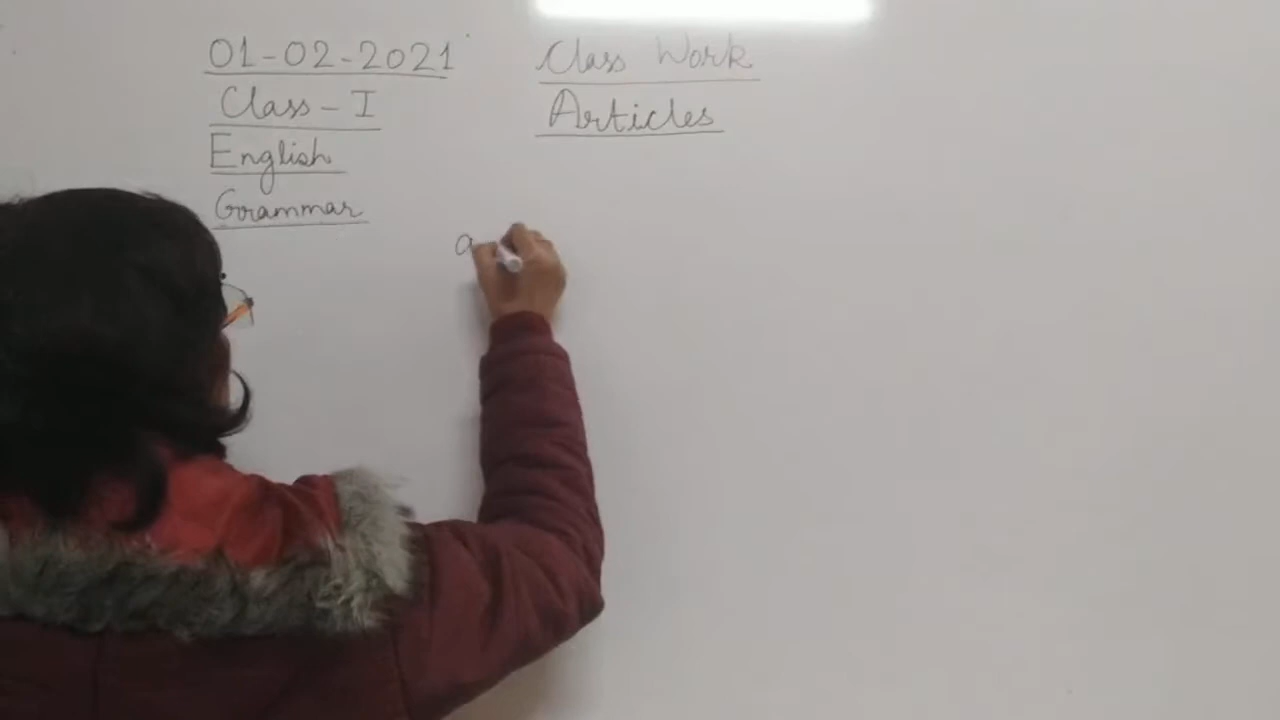 01-02-2021
Class Work
Class - I
Articles
English
Grammar
a